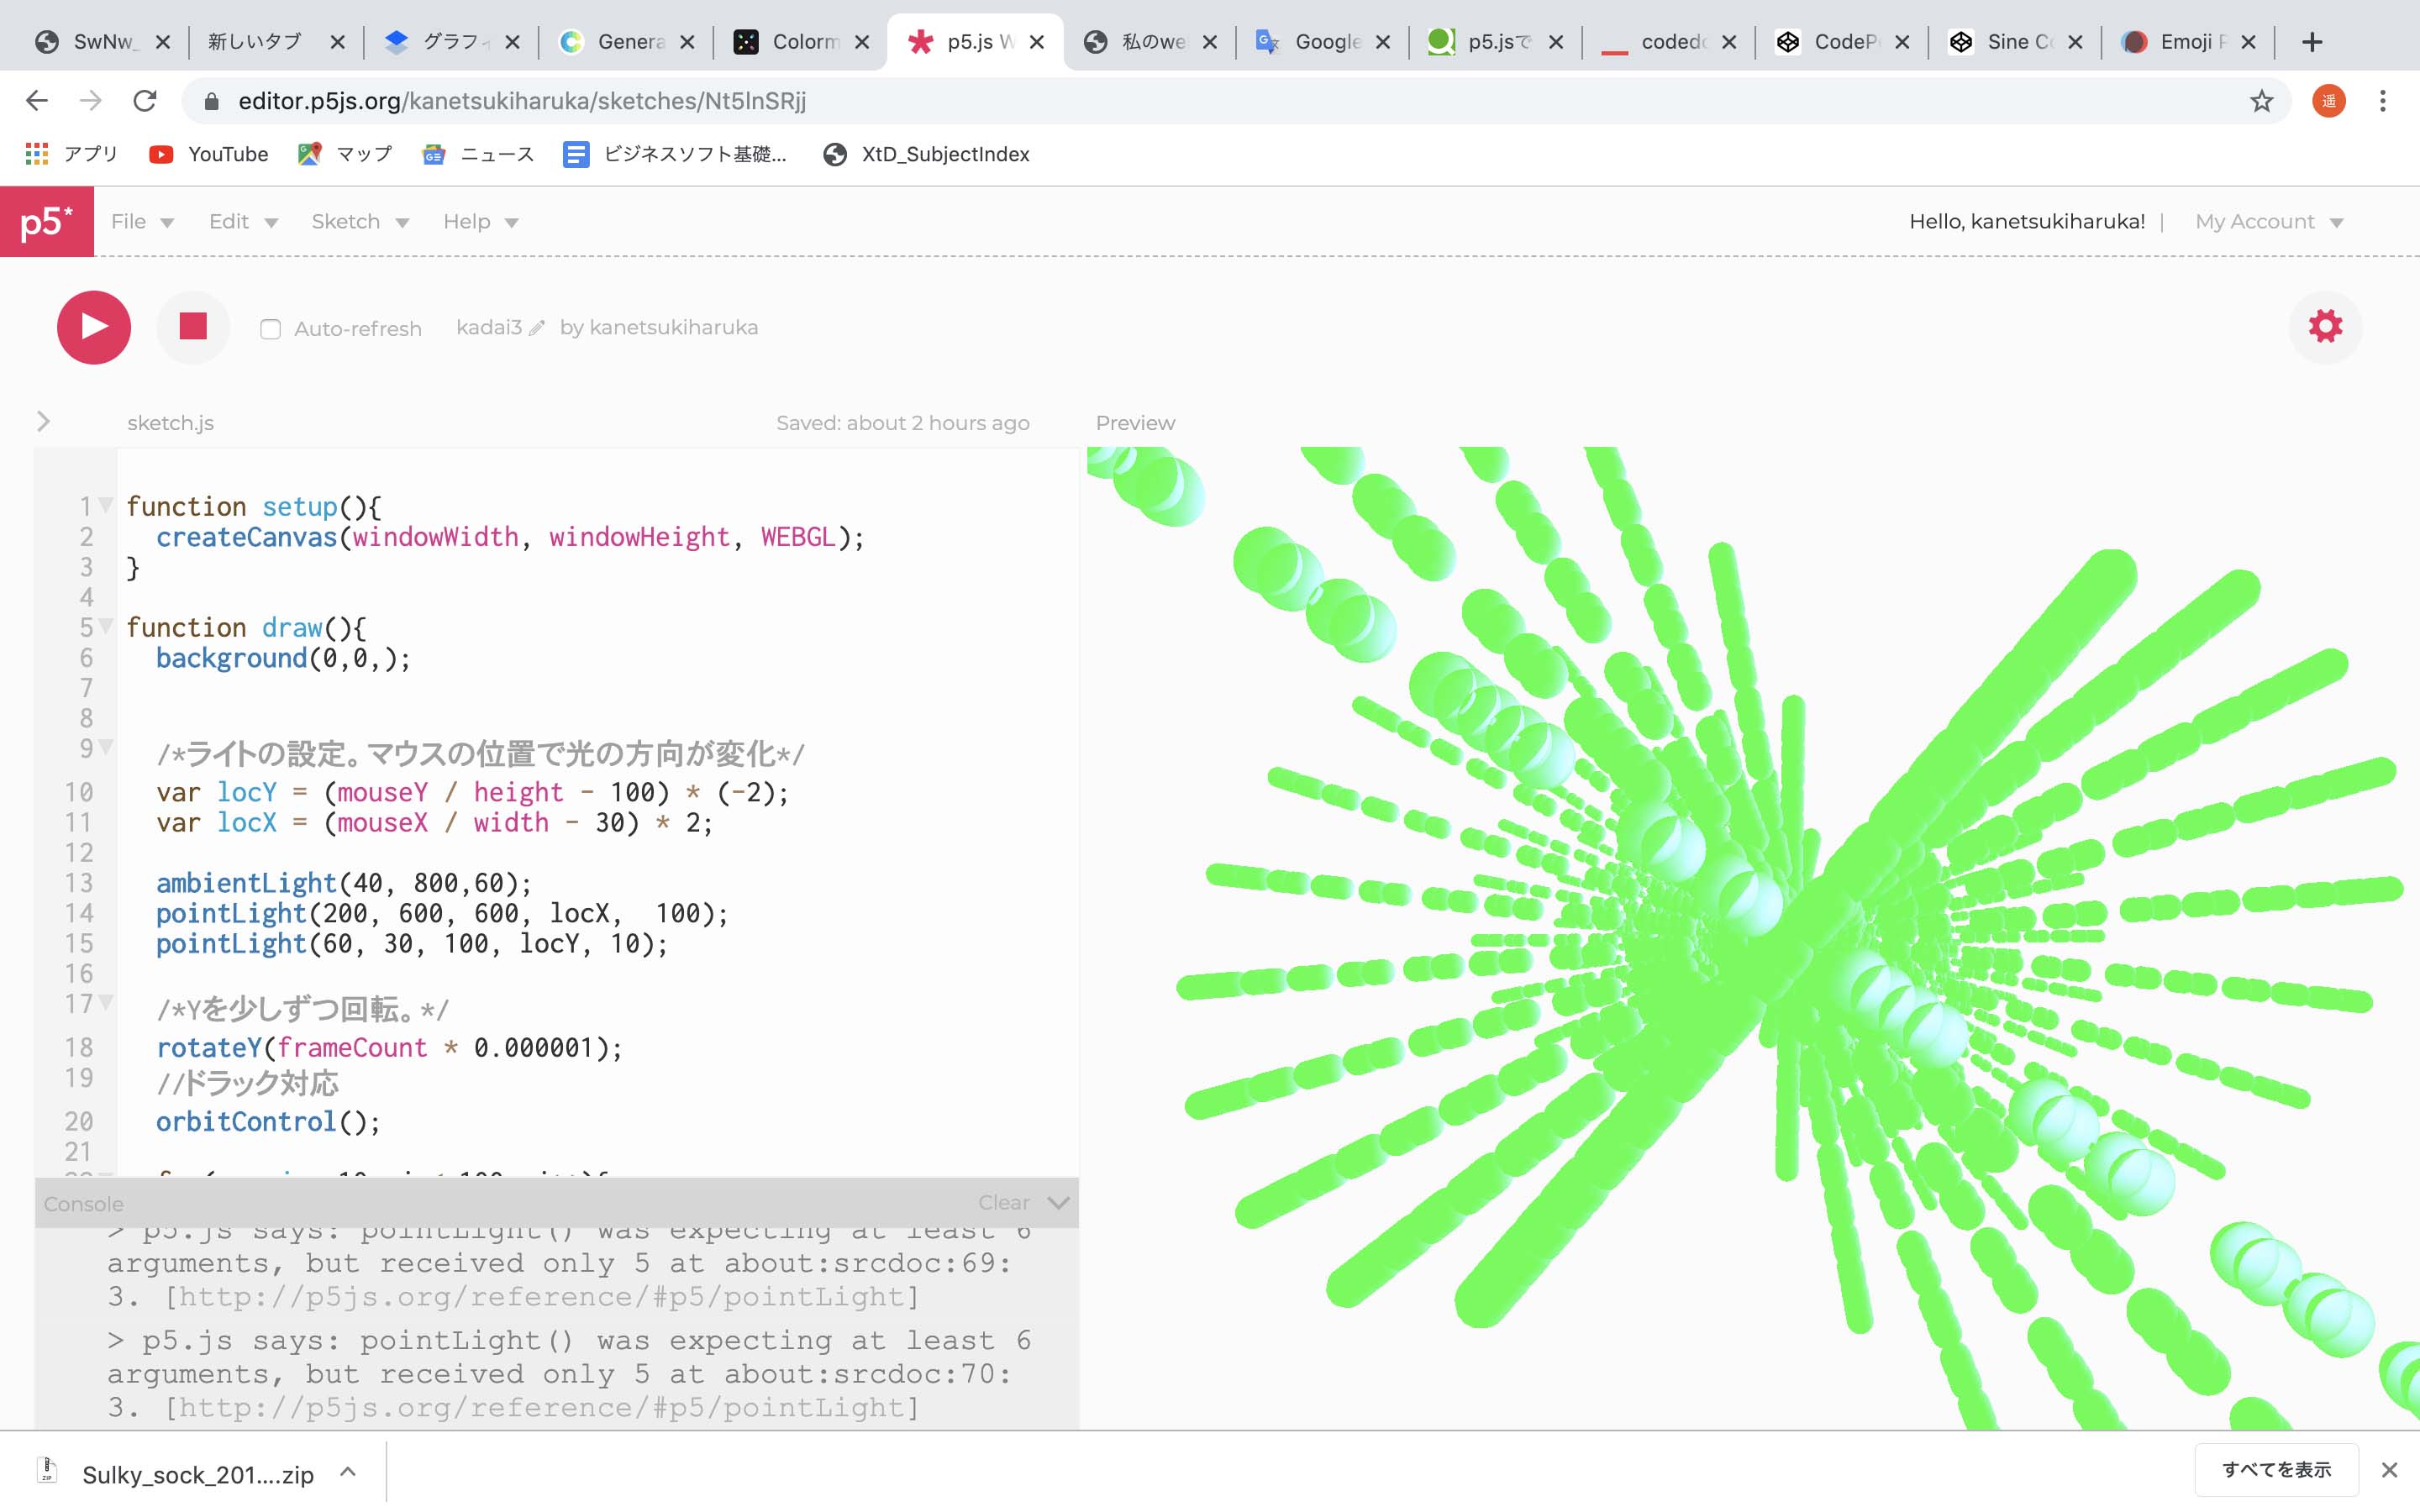 SwNw_
新しいタブ
グラフィ
Genera
Colorm
p5.js W
私のwe
Google
p5.jsで
codedo
CodeP
Sine Co
Emoji F
editor.p5js.org/kanetsukiharuka/sketches/Nt5lnSRjj
遥
アプリ
YouTube
マップ
ニュース
ビジネスソフト基礎...
XtD_SubjectIndex
p5*
File
Edit
Sketch
Help
Hello, kanetsukiharuka! |
My Account
Auto-refresh
kadai3
by kanetsukiharuka
sketch.js
Saved: about 2 hours ago
Preview
1 function setup(){
2 createCanvas(windowWidth, windowHeight, WEBGL);
3 }
4
5 function draw(){
6 background(0,0,);
7
8
9 /*ライトの設定。マウスの位置で光の方向が変化*/
10 var locY = (mouseY / height - 100) * (-2);
11 var locX = (mouseX / width - 30) * 2;
12
13 ambientLight(40, 800,60);
14 pointLight(200, 600, 600, locX,  100);
15 pointLight(60, 30, 100, locY, 10);
16
17 /*Yを少しずつ回転。*/
18 rotateY(frameCount * 0.000001);
19 //ドラック対応
20 orbitControl();
21
Console
Clear
> p5.js says: pointLight() was expecting at least 6
arguments, but received only 5 at about:srcdoc:69:
3. [http://p5js.org/reference/#p5/pointLight]
> p5.js says: pointLight() was expecting at least 6
arguments, but received only 5 at about:srcdoc:70:
3. [http://p5js.org/reference/#p5/pointLight]
Sulky_sock_201....zip
すべてを表示